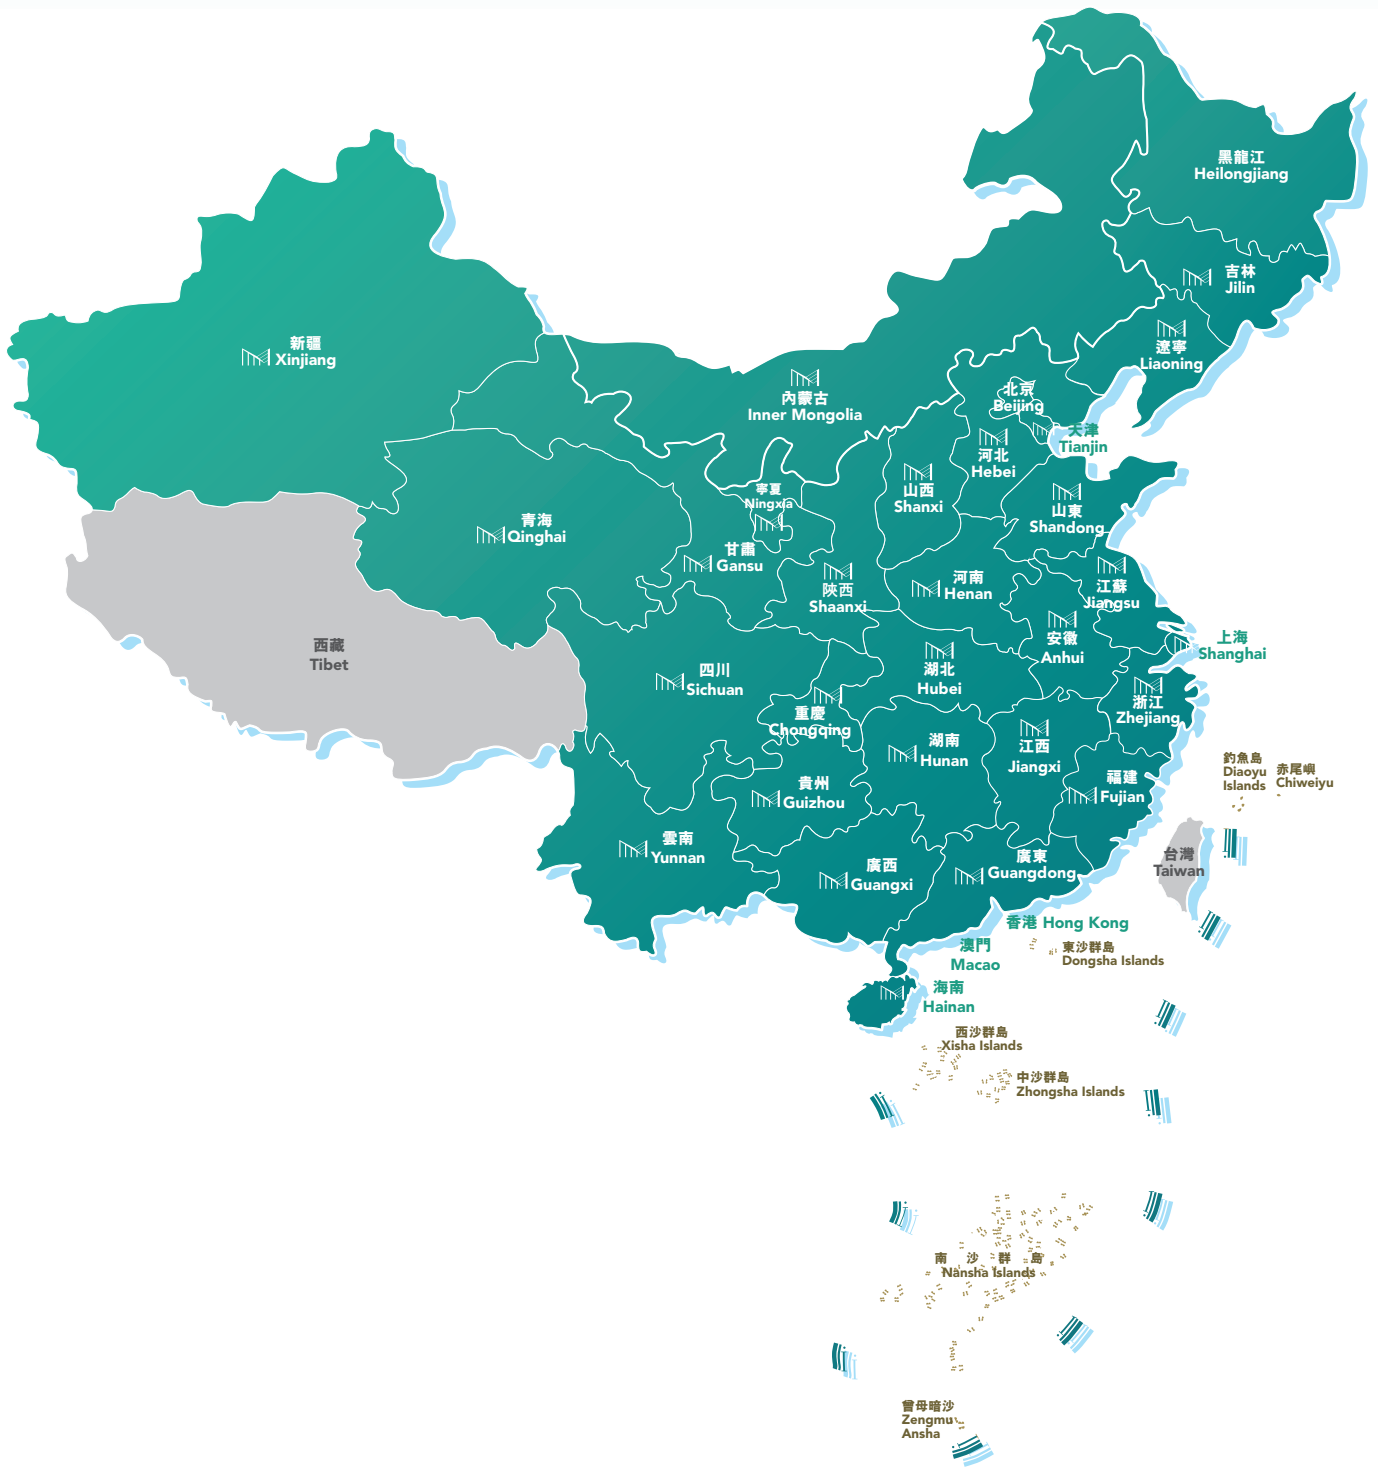 黑龍江
Heilongjiang
吉林
Jilin
新疆
Xinjiang
遼寧
Liaoning
內蒙古
Inner Mongolia
北京
Beijing
天津
Tianjin
河北
Hebei
山西
Shanxi
寧夏
Ningxia
山東
Shandong
青海
Qinghai
甘肅
Gansu
陝西
Shaanxi
河南
Henan
江蘇
Jiangsu
西藏
Tibet
安徽
Anhui
上海
Shanghai
四川
Sichuan
湖北
Hubei
重慶
Chongqing
浙江
Zhejiang
湖南
Hunan
江西
Jiangxi
貴州
Guizhou
福建
Fujian
釣魚島
Diaoyu
Islands
赤尾嶼
Chiweiyu
雲南
Yunnan
廣西
Guangxi
廣東
Guangdong
台灣
Taiwan
香港 Hong Kong
澳門
Macao
東沙群島
Dongsha Islands
海南
Hainan
西沙群島
Xisha Islands
中沙群島
Zhongsha Islands
南沙群島
Nansha Islands
曾母暗沙
Zengmu
Ansha